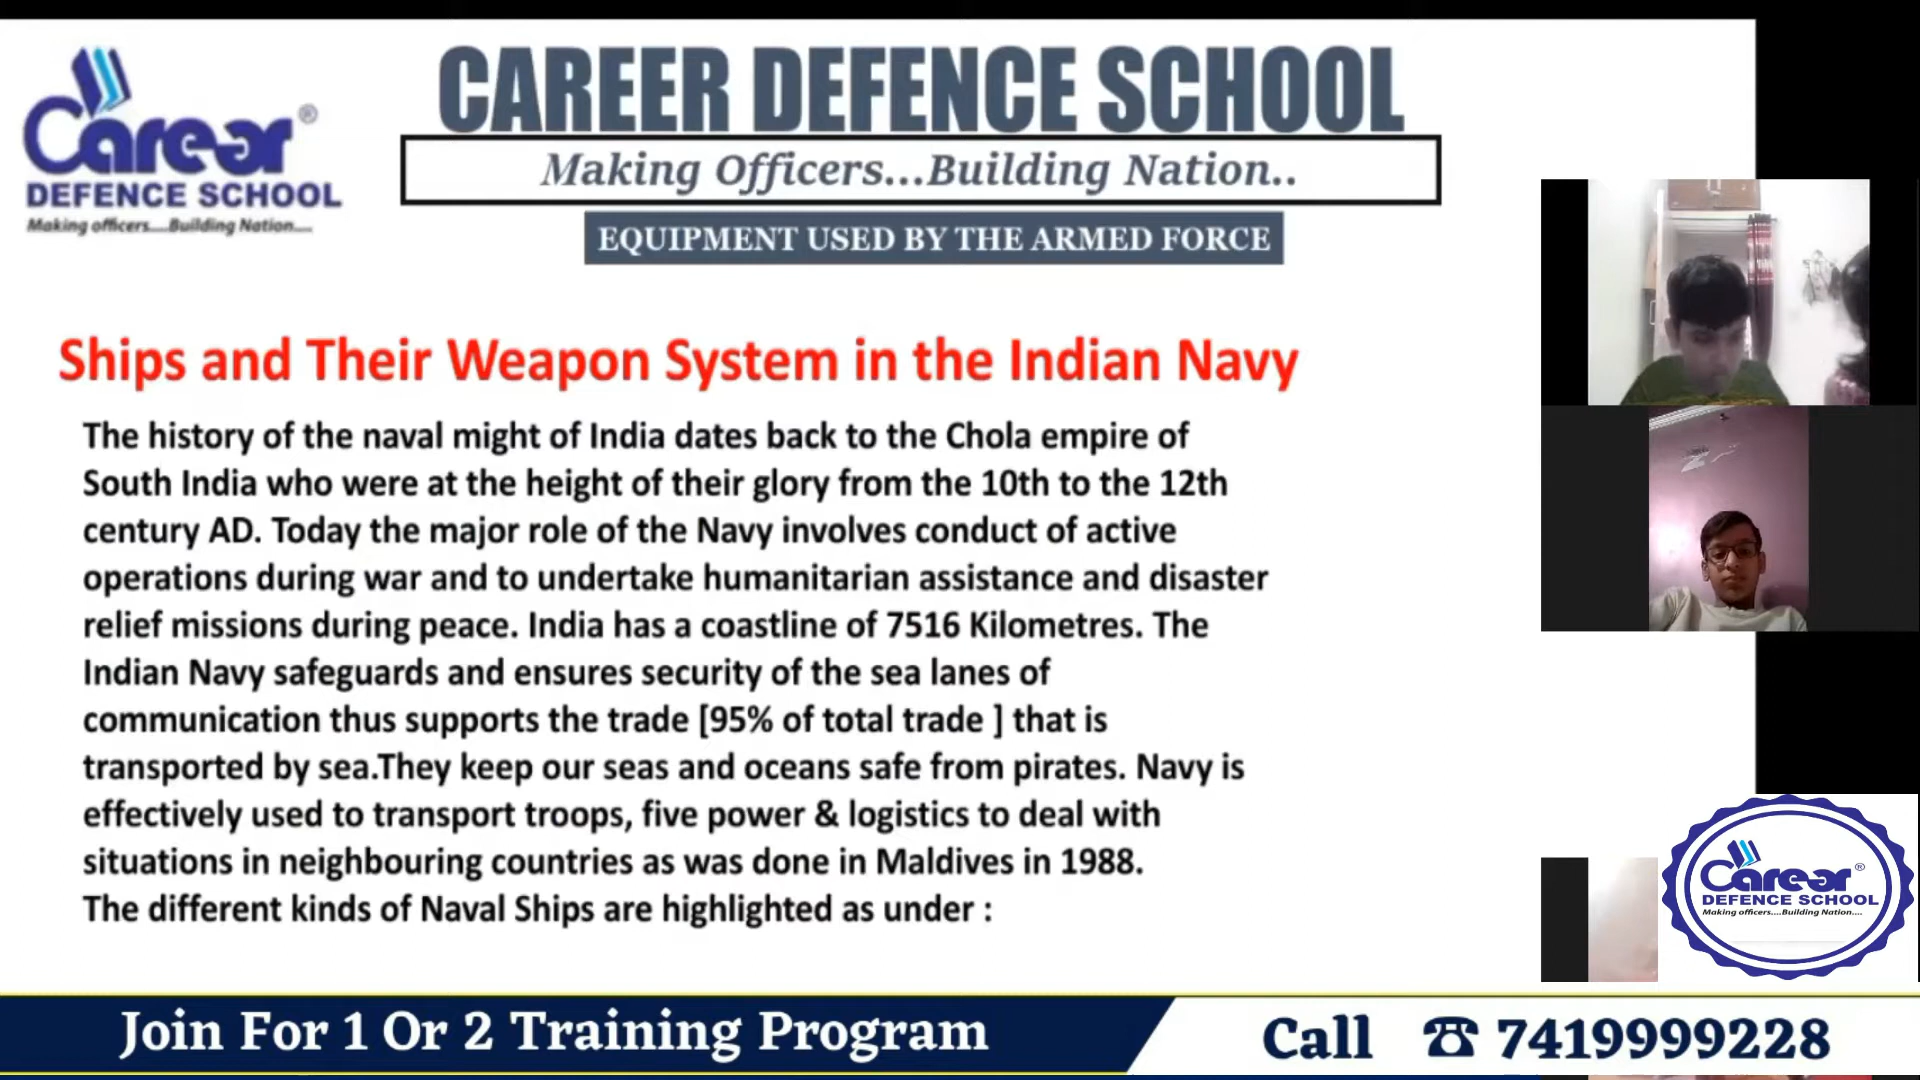 Carear®
DEFENCE SCHOOL
Making officers....Building Nation....
CAREER DEFENCE SCHOOL
Making Officers...Building Nation..
EQUIPMENT USED BY THE ARMED FORCE
Ships and Their Weapon System in the Indian Navy
The history of the naval might of India dates back to the Chola empire of
South India who were at the height of their glory from the 10th to the 12th
century AD. Today the major role of the Navy involves conduct of active
operations during war and to undertake humanitarian assistance and disaster
relief missions during peace. India has a coastline of 7516 Kilometres. The
Indian Navy safeguards and ensures security of the sea lanes of
communication thus supports the trade [95% of total trade ] that is
transported by sea.They keep our seas and oceans safe from pirates. Navy is
effectively used to transport troops, five power & logistics to deal with
situations in neighbouring countries as was done in Maldives in 1988.
The different kinds of Naval Ships are highlighted as under :
Carear®
DEFENCE SCHOOL
Making officers....Building Nation....
Join For 1 Or 2 Training Program
Call ☎ 7419999228